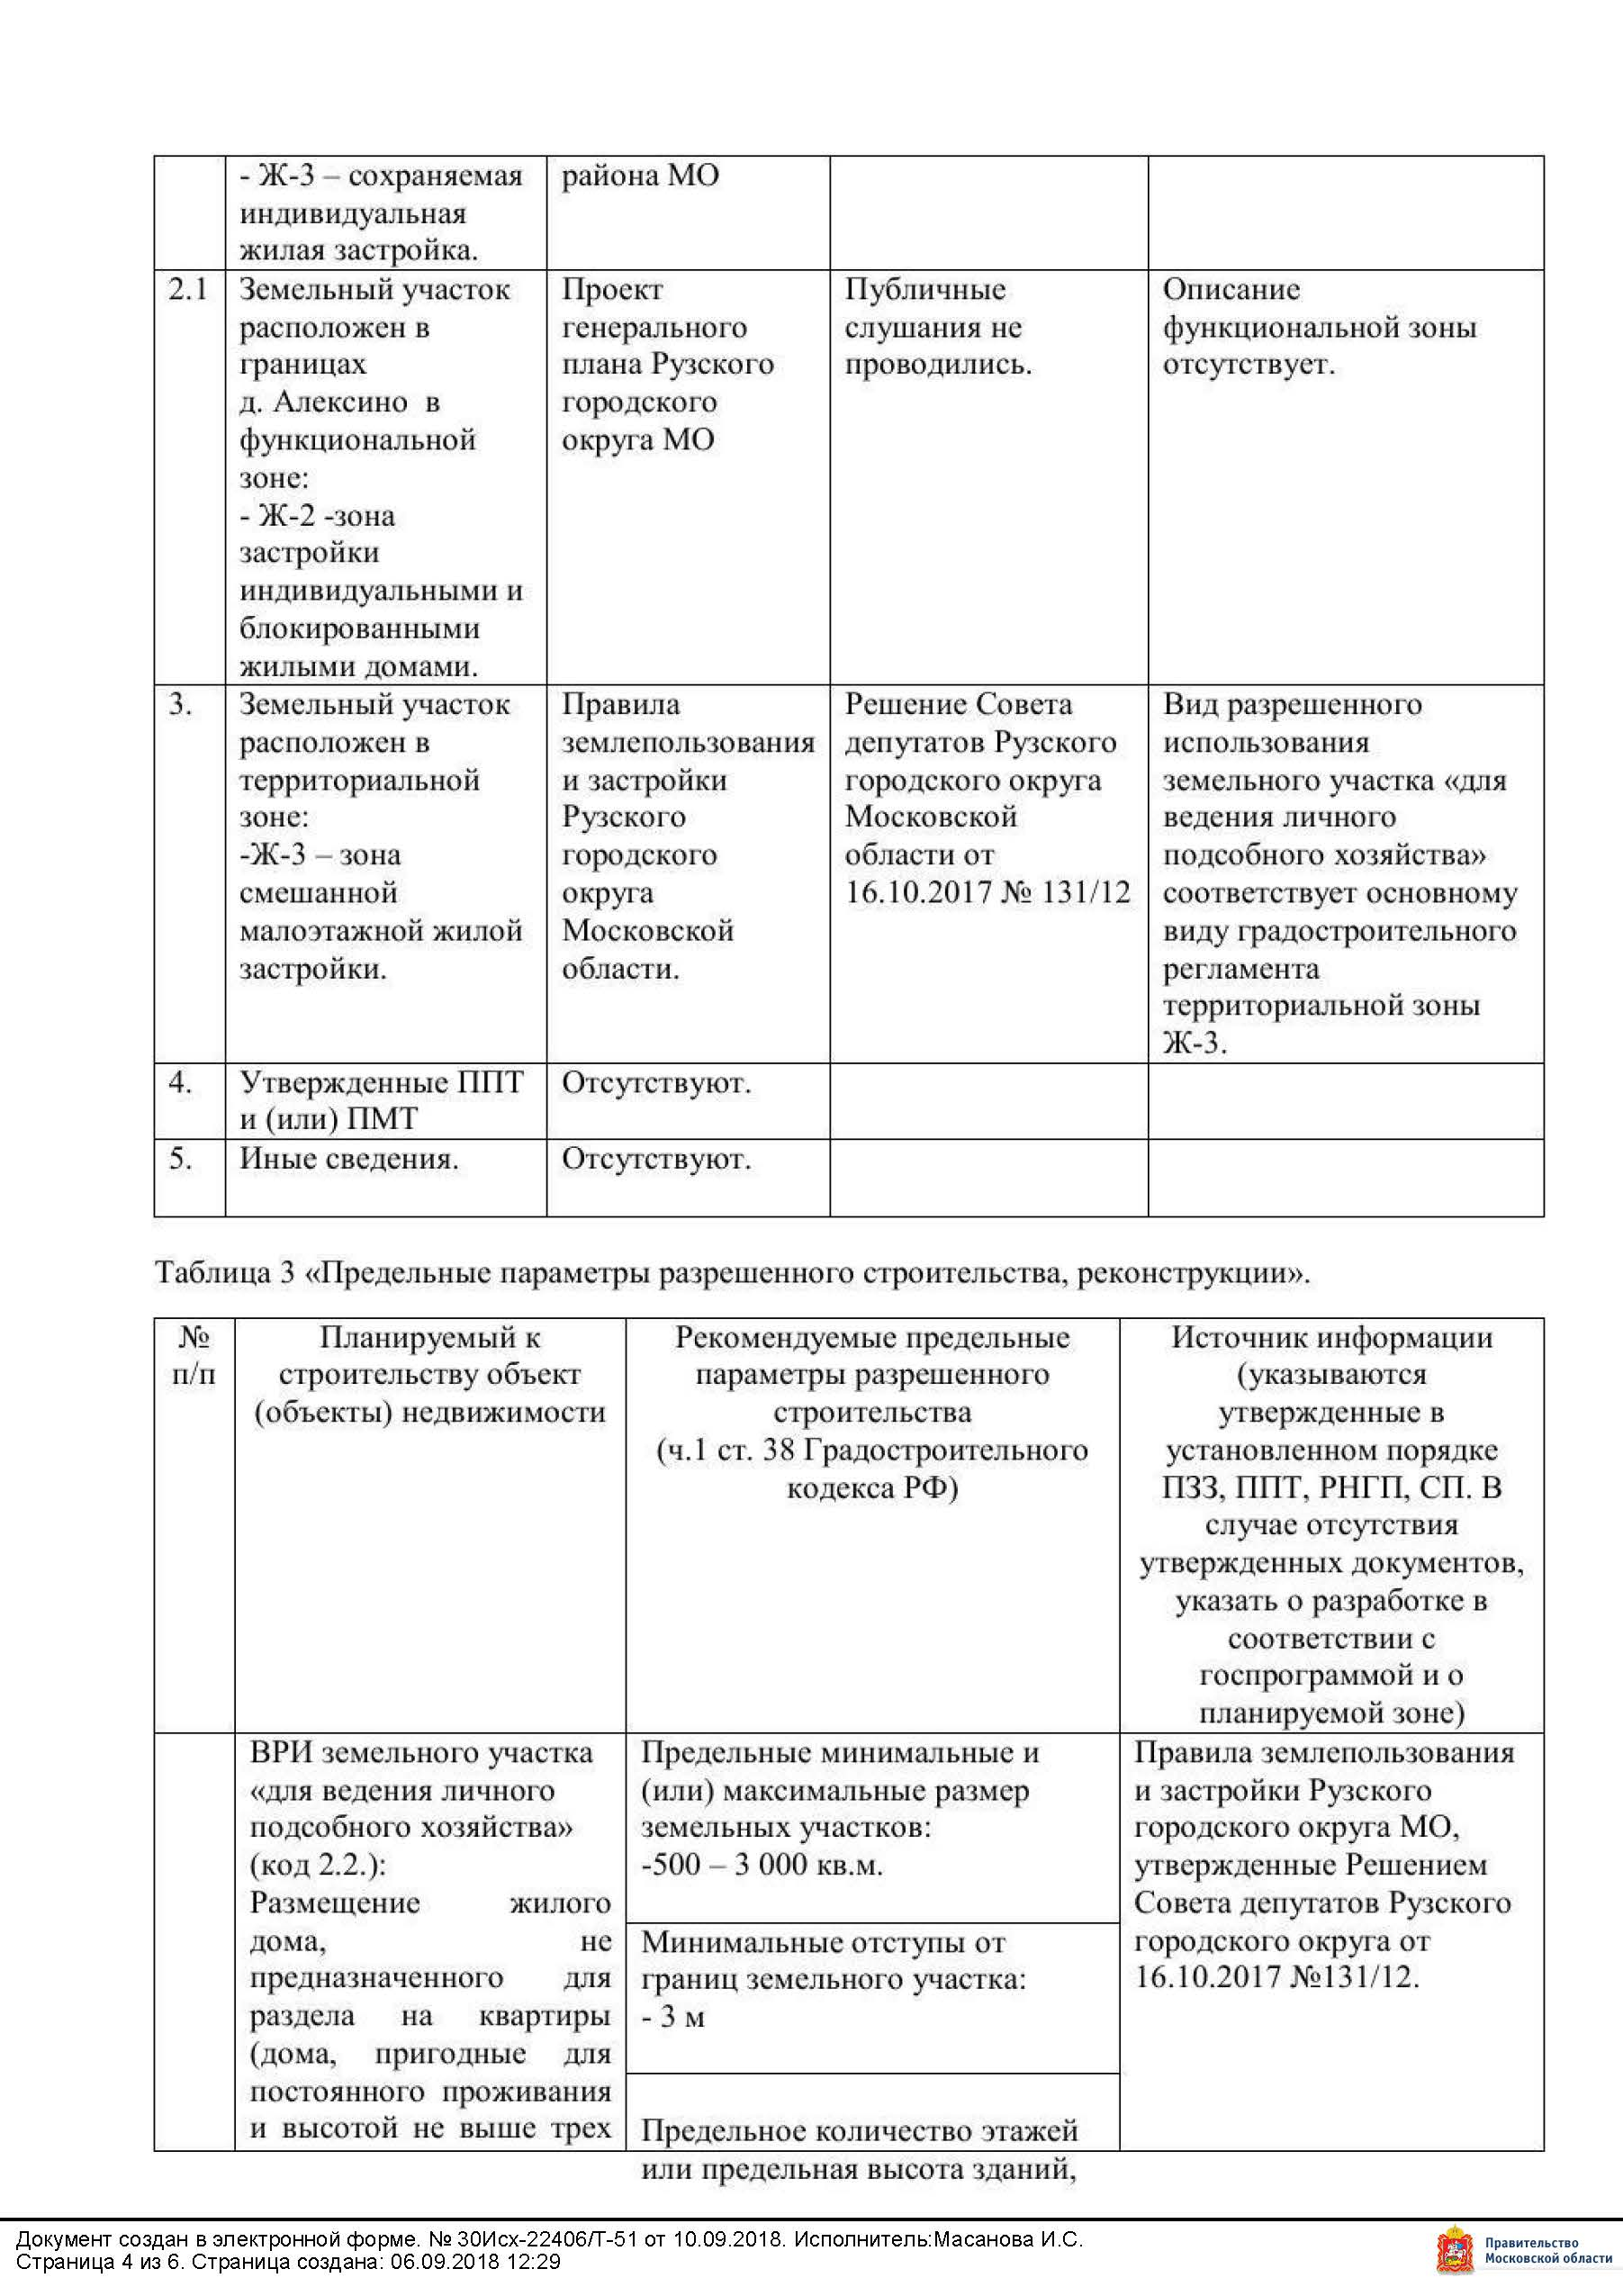 - Ж-3 – сохраняемая
индивидуальная
жилая застройка.
района МО
2.1
Земельный участок
расположен в
границах
д. Алексино в
функциональной
зоне:
- Ж-2 -зона
застройки
индивидуальными и
блокированными
жилыми домами.
Проект
генерального
плана Рузского
городского
округа МО
Публичные
слушания не
проводились.
Описание
функциональной зоны
отсутствует.
3.
Земельный участок
расположен в
территориальной
зоне:
-Ж-3 – зона
смешанной
малоэтажной жилой
застройки.
Правила
землепользования
и застройки
Рузского
городского
округа
Московской
области.
Решение Совета
депутатов Рузского
городского округа
Московской
области от
16.10.2017 № 131/12
Вид разрешенного
использования
земельного участка «для
ведения личного
подсобного хозяйства»
соответствует основному
виду градостроительного
регламента
территориальной зоны
Ж-3.
4.
Утвержденные ППТ
и (или) ПМТ
Отсутствуют.
5.
Иные сведения.
Отсутствуют.
Таблица 3 «Предельные параметры разрешенного строительства, реконструкции».
№
п/п
Планируемый к
строительству объект
(объекты) недвижимости
Рекомендуемые предельные
параметры разрешенного
строительства
(ч.1 ст. 38 Градостроительного
кодекса РФ)
Источник информации
(указываются
утвержденные в
установленном порядке
ПЗЗ, ППТ, РНГП, СП. В
случае отсутствия
утвержденных документов,
указать о разработке в
соответствии с
госпрограммой и о
планируемой зоне)
ВРИ земельного участка
«для ведения личного
подсобного хозяйства»
(код 2.2.):
Размещение жилого
дома, не
предназначенного для
раздела на квартиры
(дома, пригодные для
постоянного проживания
и высотой не выше трех
Предельные минимальные и
(или) максимальные размер
земельных участков:
-500 – 3 000 кв.м.
Минимальные отступы от
границ земельного участка:
- 3 м
Предельное количество этажей
или предельная высота зданий,
Правила землепользования
и застройки Рузского
городского округа МО,
утвержденные Решением
Совета депутатов Рузского
городского округа от
16.10.2017 №131/12.
Документ создан в электронной форме. № 30Исх-22406/Т-51 от 10.09.2018. Исполнитель:Масанова И.С.
Страница 4 из 6. Страница создана: 06.09.2018 12:29
Правительство
Московской области